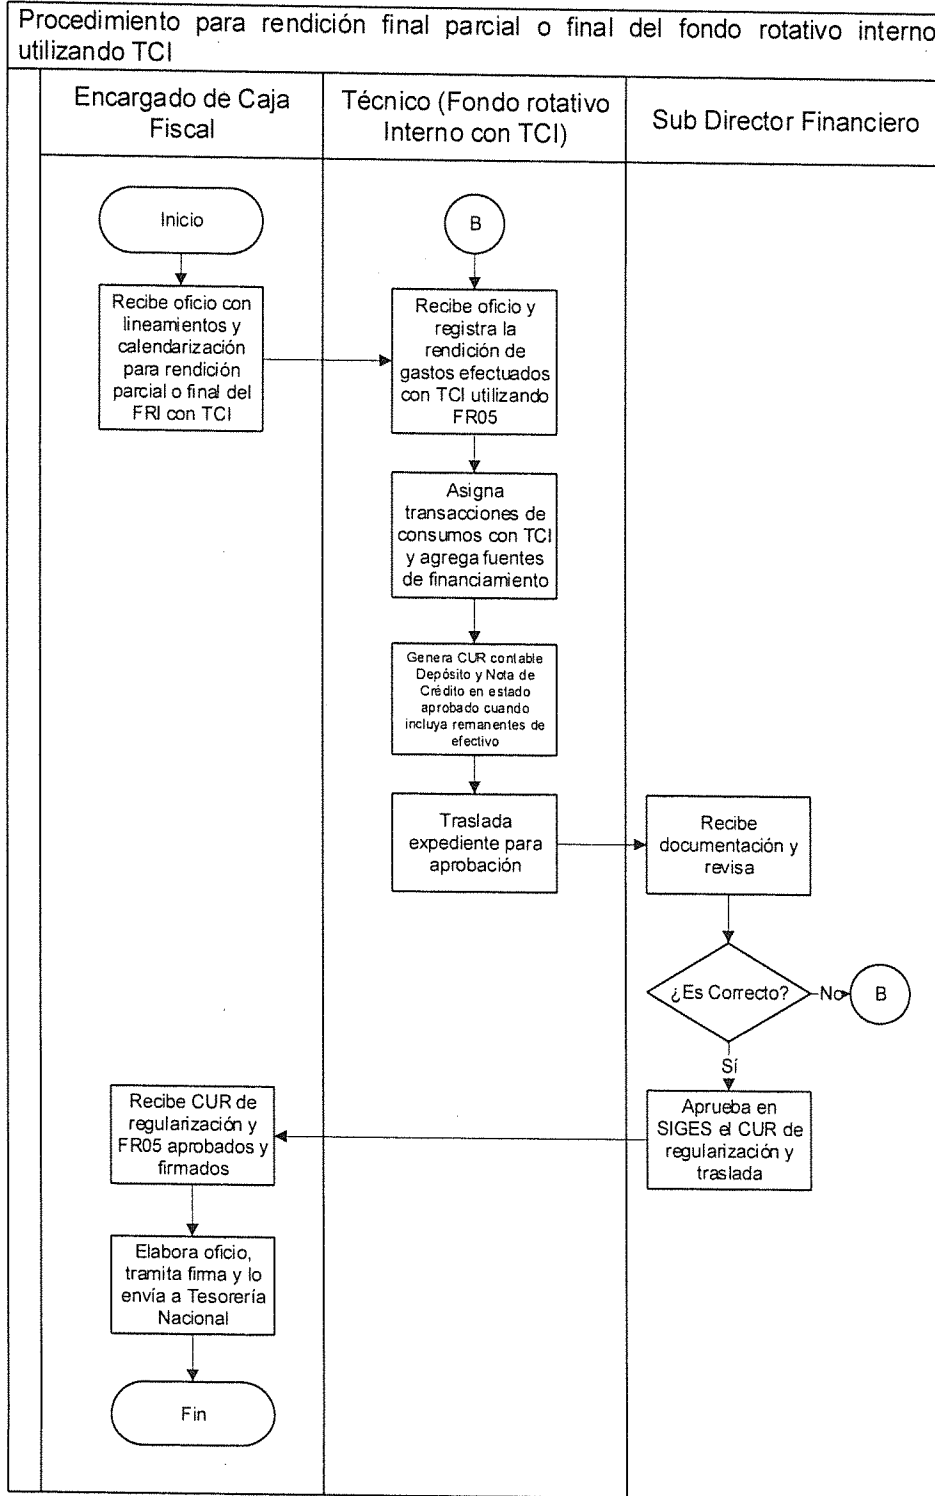 Procedimiento para rendición final parcial o final del fondo rotativo interno
utilizando TCI
Encargado de Caja
Fiscal
Técnico (Fondo rotativo
Interno con TCI)
Sub Director Financiero
Inicio
B
Recibe oficio con
lineamientos y
calendarización
para rendición
parcial o final del
FRI con TCI
Recibe oficio y
registra la
rendición de
gastos efectuados
con TCI utilizando
FR05
Asigna
transacciones de
consumos con TCI
y agrega fuentes
de financiamiento
Genera CUR contable
Depósito y Nota de
Crédito en estado
aprobado cuando
incluya remanentes de
efectivo
Traslada
expediente para
aprobación
Recibe
documentación y
revisa
¿Es Correcto?
No
B
Sí
Aprueba en
SIGES el CUR de
regularización y
traslada
Recibe CUR de
regularización y
FR05 aprobados y
firmados
Elabora oficio,
tramita firma y lo
envía a Tesorería
Nacional
Fin